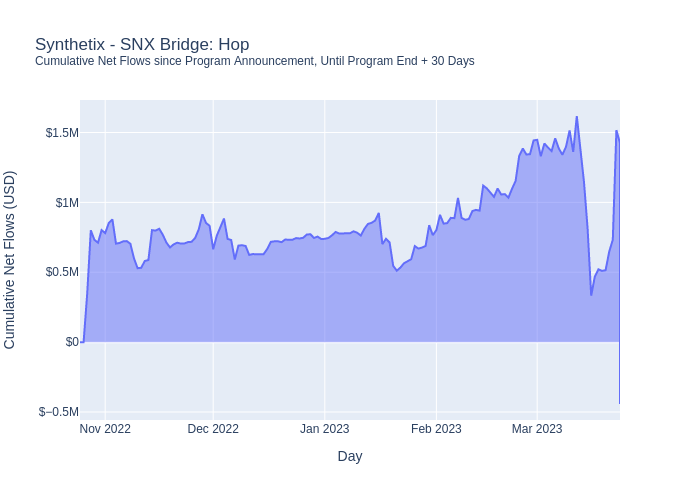 Synthetix - SNX Bridge: Hop
Cumulative Net Flows since Program Announcement, Until Program End + 30 Days
Cumulative Net Flows (USD)
$1.5M
$1M
$0.5M
$0
$−0.5M
Nov 2022
Dec 2022
Jan 2023
Feb 2023
Mar 2023
Day